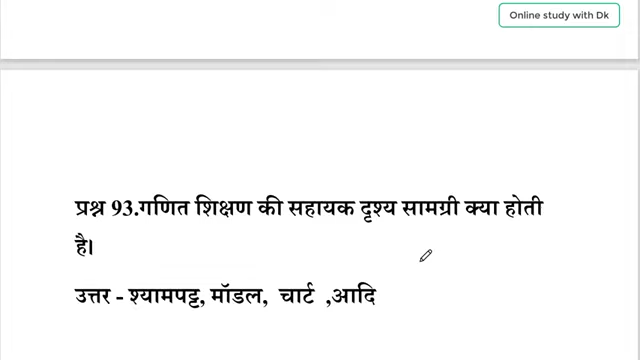 Online study with Dk
प्रश्न 93.गणित शिक्षण की सहायक दृश्य सामग्री क्या होती
है।
उत्तर - श्यामपट्ट, मॉडल, चार्ट ,आदि